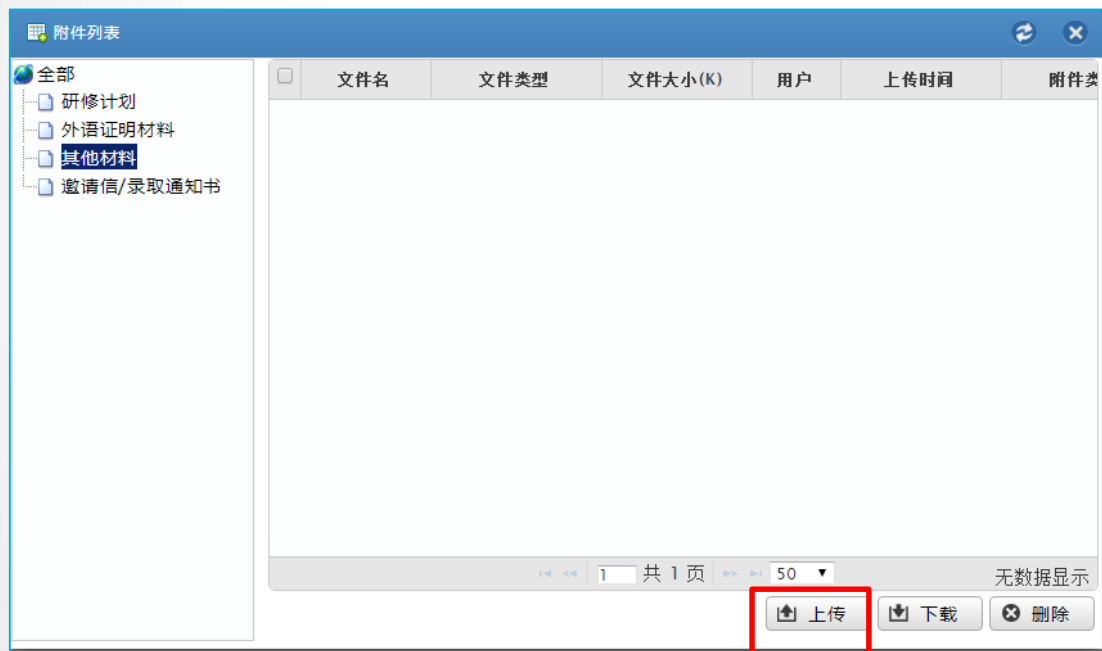 附件列表
全部
研修计划
外语证明材料
其他材料
邀请信/录取通知书
文件名 文件类型 文件大小(K) 用户 上传时间 附件类
1 共 1 页 50 无数据显示
上传 下载 删除